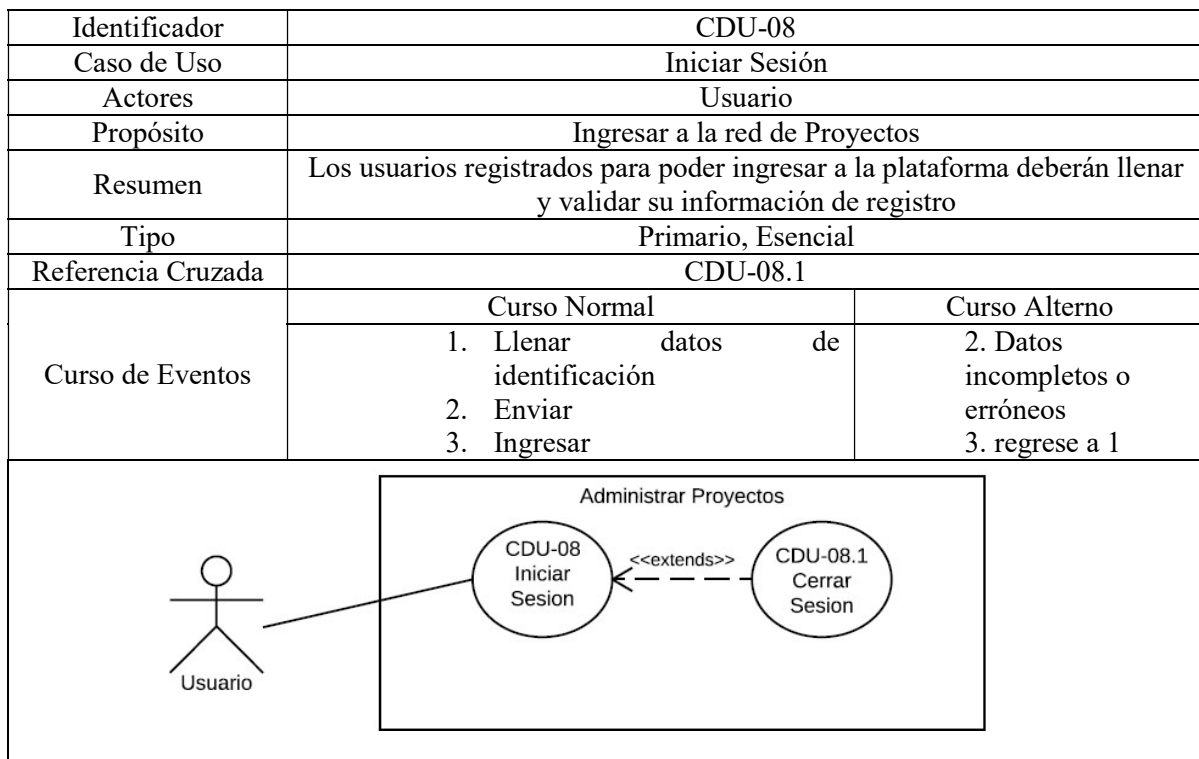 Identificador CDU-08
Caso de Uso Iniciar Sesión
Actores Usuario
Propósito Ingresar a la red de Proyectos
Resumen Los usuarios registrados para poder ingresar a la plataforma deberán llenar
y validar su información de registro
Tipo Primario, Esencial
Referencia Cruzada CDU-08.1
Curso de Eventos
Curso Normal
1. Llenar datos de
identificación
2. Enviar
3. Ingresar
Curso Alterno
2. Datos
incompletos o
erróneos
3. regrese a 1
Administrar Proyectos
CDU-08
Iniciar
Sesion
<<extends>>
CDU-08.1
Cerrar
Sesion
Usuario